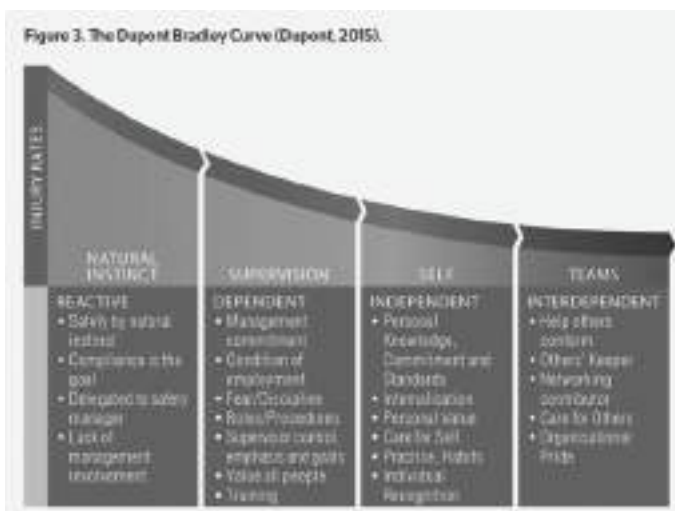 Figure 3. The Dupont Bradley Curve (Dupont, 2015).
INJURY RATES
NATURAL
INSTINCT
SUPERVISION
SELF
TEAMS
REACTIVE
• Safety by natural
instinct
• Compliance is the
goal
• Delegated to safety
manager
• Lack of
management
involvement
DEPENDENT
• Management
commitment
• Condition of
employment
• Fear/Discipline
• Rules/Procedures
• Supervisor control,
emphasis and goals
• Value all people
• Training
INDEPENDENT
• Personal
Knowledge,
Commitment and
Standards
• Internalisation
• Personal Value
• Care for Self
• Practice, Habits
• Individual
Recognition
INTERDEPENDENT
• Help others
conform
• Others' Keeper
• Networking
contributor
• Care for Others
• Organisational
Pride